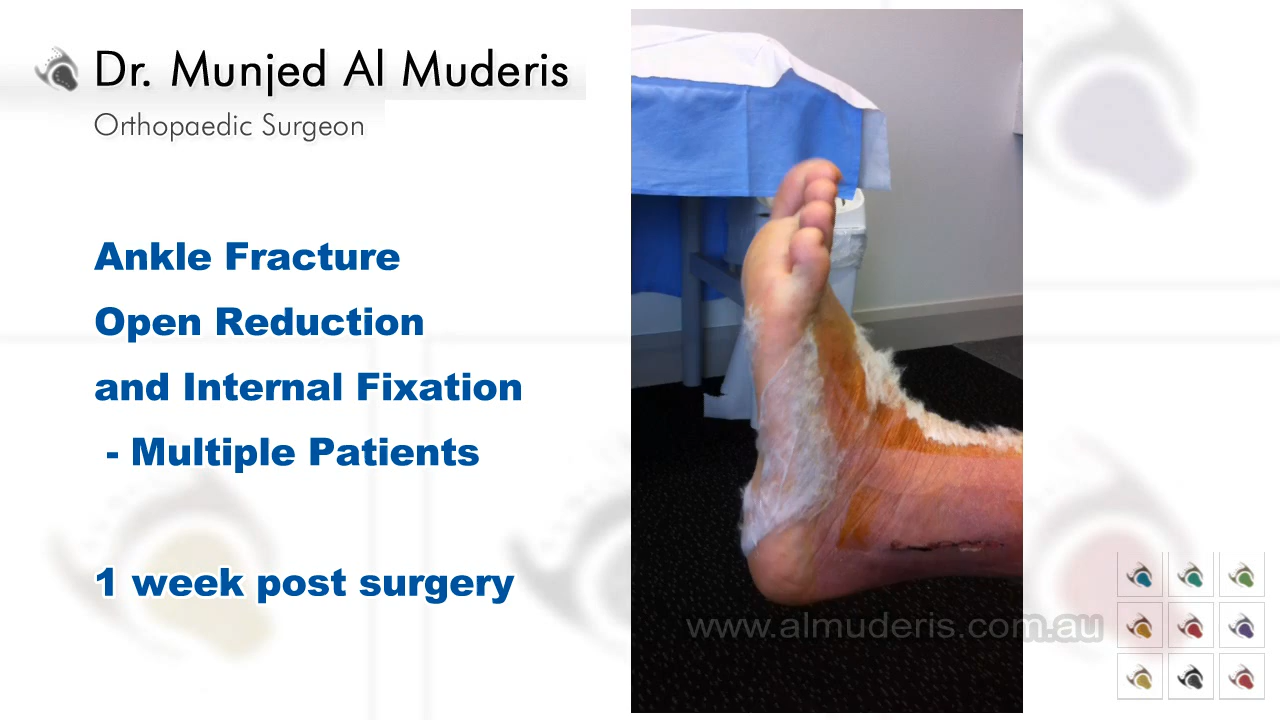 Dr. Munjed Al Muderis
Orthopaedic Surgeon
Ankle Fracture
Open Reduction
and Internal Fixation
- Multiple Patients
1 week post surgery
www.almuderis.com.au